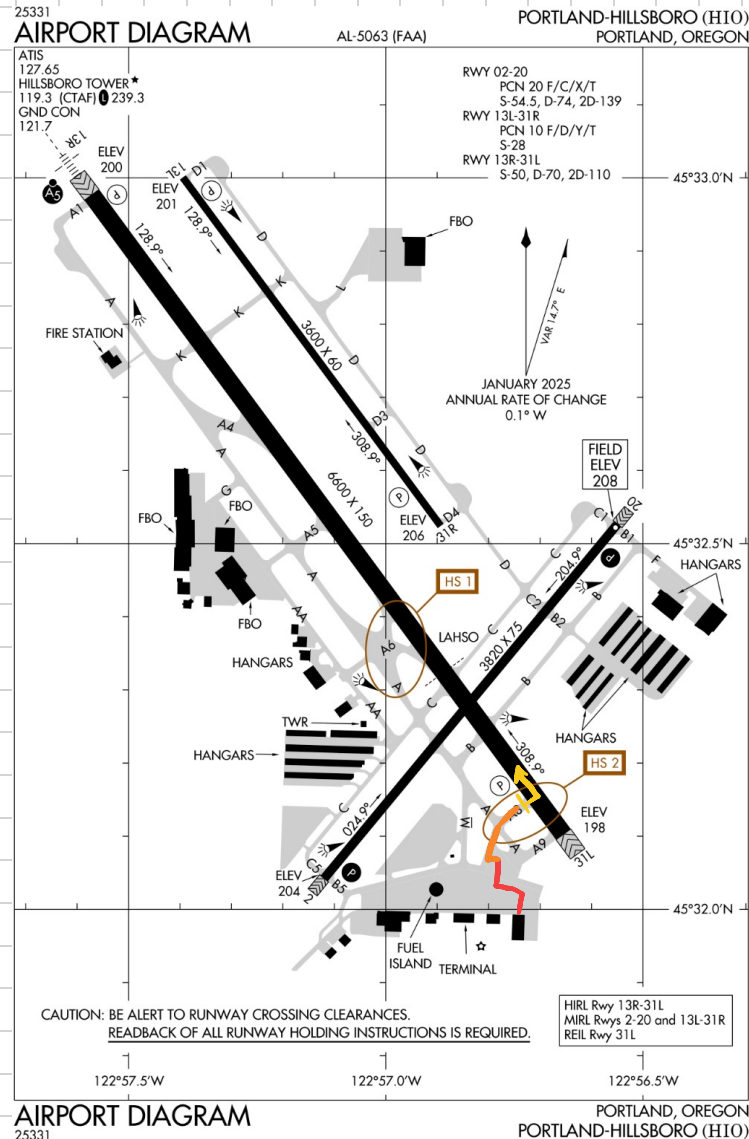 25331
AIRPORT DIAGRAM
AL-5063 (FAA)
PORTLAND-HILLSBORO (HIO)
PORTLAND, OREGON
ATIS
127.65
HILLSBORO TOWER★
119.3 (CTAF) L 239.3
GND CON
121.7
RWY 02-20
PCN 20 F/C/X/T
S-54.5, D-74, 2D-139
RWY 13L-31R
PCN 10 F/D/Y/T
S-28
RWY 13R-31L
S-50, D-70, 2D-110
13R
ELEV
200
A5
P
A1
13L
D1
ELEV
201
P
45°33.0'N
128.9°
128.9°
D
FBO
K
L
A
VAR 14.7° E
FIRE STATION
K
3600 X 60
D
JANUARY 2025
ANNUAL RATE OF CHANGE
0.1° W
D3
A4
308.9°
D
A
FIELD
ELEV
208
G
6600 X 150
P
20
FBO
FBO
ELEV
206
D4
31R
C1
B1
A5
45°32.5'N
C
F
D
204.9°
P
HANGARS
A
HS 1
B
C2
FBO
AA
B2
C
LAHSO
A6
3820 X 75
HANGARS
A
B
C
AA
TWR
HANGARS
B
308.9°
HANGARS
HS 2
P
C
024.9°
A
A8
M
ELEV
198
A
A9
31L
C5
ELEV
204
P
2
B5
45°32.0'N
FUEL
ISLAND
TERMINAL
CAUTION: BE ALERT TO RUNWAY CROSSING CLEARANCES.
READBACK OF ALL RUNWAY HOLDING INSTRUCTIONS IS REQUIRED.
HIRL Rwy 13R-31L
MIRL Rwys 2-20 and 13L-31R
REIL Rwy 31L
122°57.5'W
122°57.0'W
122°56.5'W
AIRPORT DIAGRAM
25331
PORTLAND, OREGON
PORTLAND-HILLSBORO (HIO)